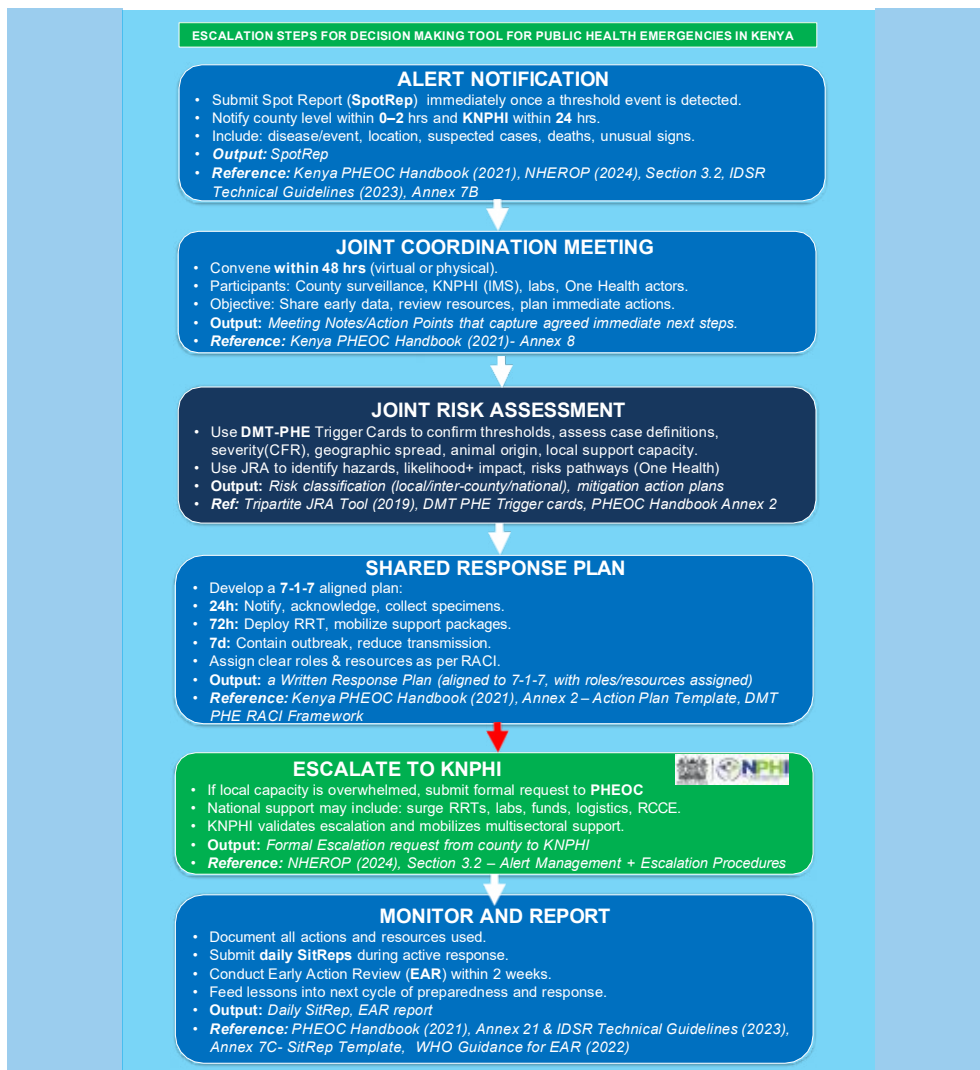 ESCALATION STEPS FOR DECISION MAKING TOOL FOR PUBLIC HEALTH EMERGENCIES IN KENYA
ALERT NOTIFICATION
• Submit Spot Report (SpotRep) immediately once a threshold event is detected.
• Notify county level within 0–2 hrs and KNPHI within 24 hrs.
• Include: disease/event, location, suspected cases, deaths, unusual signs.
• Output: SpotRep
• Reference: Kenya PHEOC Handbook (2021), NHEROP (2024), Section 3.2, IDSR
Technical Guidelines (2023), Annex 7B
JOINT COORDINATION MEETING
• Convene within 48 hrs (virtual or physical).
• Participants: County surveillance, KNPHI (IMS), labs, One Health actors.
• Objective: Share early data, review resources, plan immediate actions.
• Output: Meeting Notes/Action Points that capture agreed immediate next steps.
• Reference: Kenya PHEOC Handbook (2021)- Annex 8
JOINT RISK ASSESSMENT
• Use DMT-PHE Trigger Cards to confirm thresholds, assess case definitions,
severity(CFR), geographic spread, animal origin, local support capacity.
• Use JRA to identify hazards, likelihood+ impact, risks pathways (One Health)
• Output: Risk classification (local/inter-county/national), mitigation action plans
• Ref: Tripartite JRA Tool (2019), DMT PHE Trigger cards, PHEOC Handbook Annex 2
SHARED RESPONSE PLAN
• Develop a 7-1-7 aligned plan:
• 24h: Notify, acknowledge, collect specimens.
• 72h: Deploy RRT, mobilize support packages.
• 7d: Contain outbreak, reduce transmission.
• Assign clear roles & resources as per RACI.
• Output: a Written Response Plan (aligned to 7-1-7, with roles/resources assigned)
• Reference: Kenya PHEOC Handbook (2021), Annex 2 – Action Plan Template, DMT
PHE RACI Framework
ESCALATE TO KNPHI
NPHI
• If local capacity is overwhelmed, submit formal request to PHEOC
• National support may include: surge RRTs, labs, funds, logistics, RCCE.
• KNPHI validates escalation and mobilizes multisectoral support.
• Output: Formal Escalation request from county to KNPHI
• Reference: NHEROP (2024), Section 3.2 – Alert Management + Escalation Procedures
MONITOR AND REPORT
• Document all actions and resources used.
• Submit daily SitReps during active response.
• Conduct Early Action Review (EAR) within 2 weeks.
• Feed lessons into next cycle of preparedness and response.
• Output: Daily SitRep, EAR report
• Reference: PHEOC Handbook (2021), Annex 21 & IDSR Technical Guidelines (2023),
Annex 7C- SitRep Template, WHO Guidance for EAR (2022)